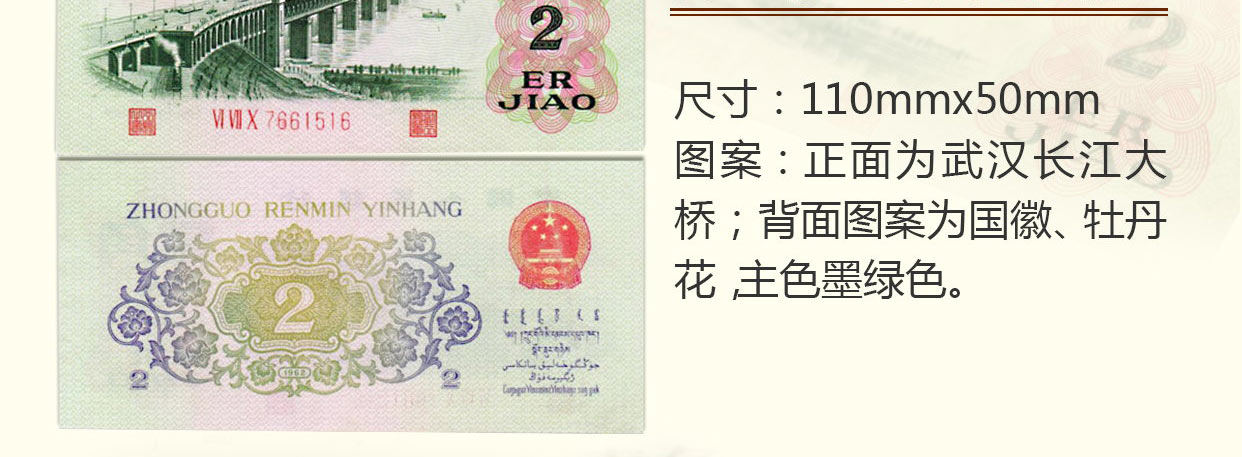 2
ER
JIAO
VI VII X 7661516
尺寸：110mmx50mm
图案：正面为武汉长江大
桥；背面图案为国徽、牡丹
花,主色墨绿色。
ZHONGGUO RENMIN YINHANG
2
1962
2
2